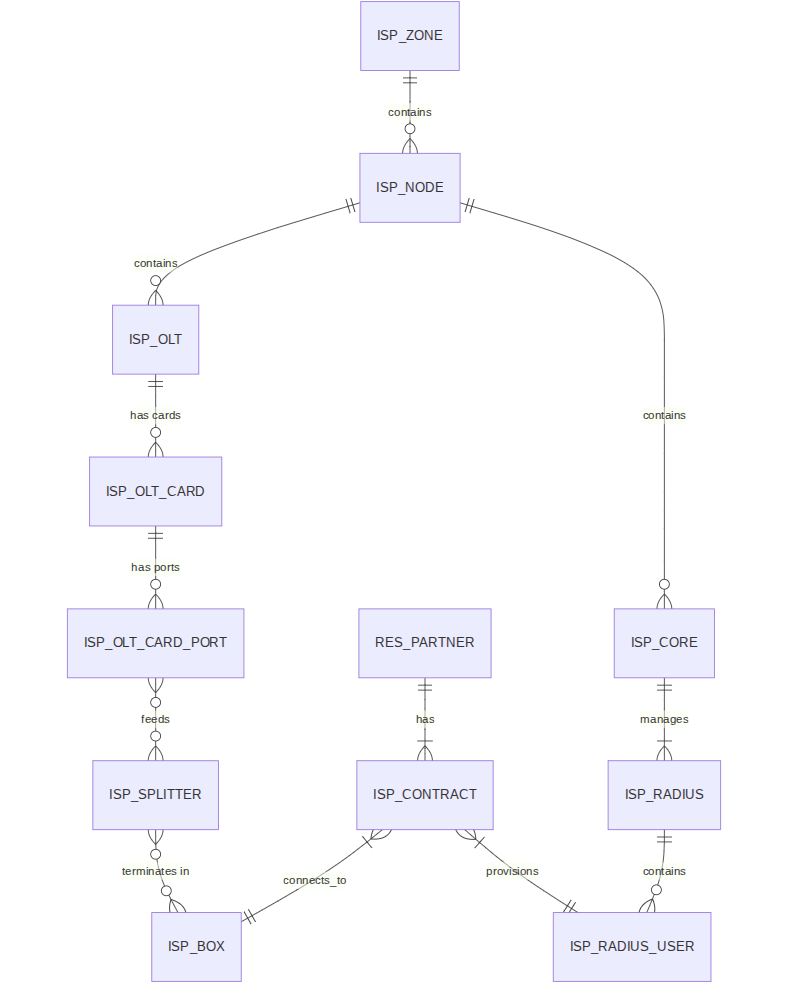 ISP_ZONE
contains
ISP_NODE
contains
ISP_OLT
has cards
contains
ISP_OLT_CARD
has ports
ISP_OLT_CARD_PORT
RES_PARTNER
ISP_CORE
feeds
has
manages
ISP_SPLITTER
ISP_CONTRACT
ISP_RADIUS
terminates in
connects_to
provisions
contains
ISP_BOX
ISP_RADIUS_USER